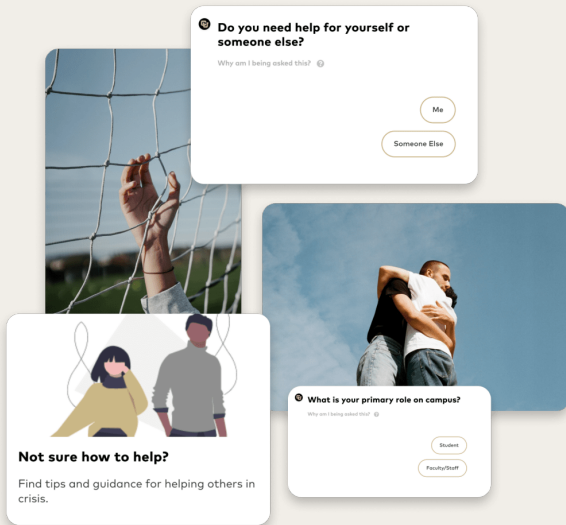 Do you need help for yourself or
someone else?
Why am I being asked this? ?
Me
Someone Else
What is your primary role on campus?
Why am I being asked this? ?
Student
Faculty/Staff
Not sure how to help?
Find tips and guidance for helping others in
crisis.